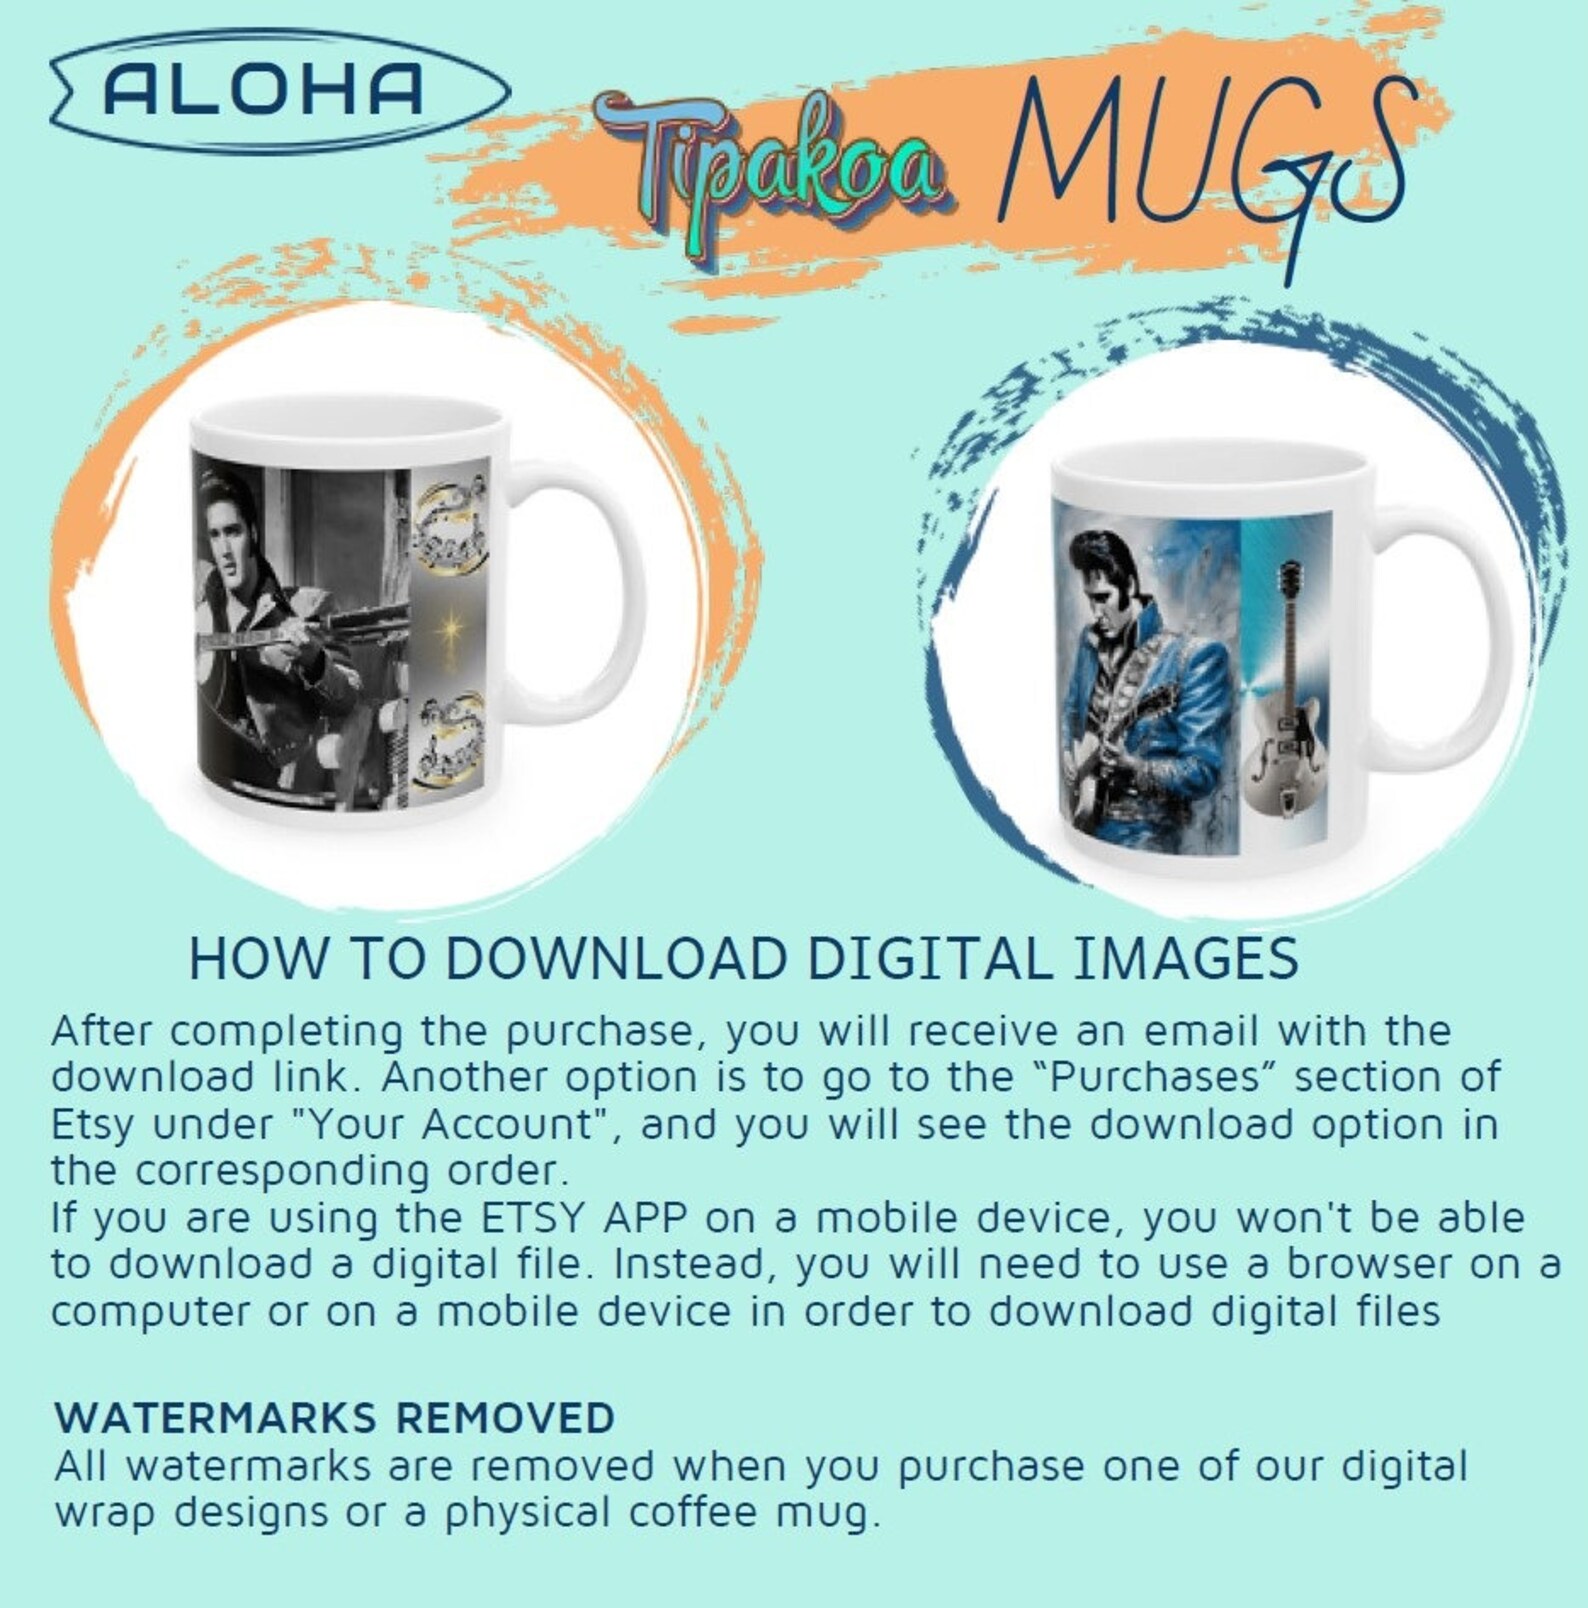 ALOHA
Tipakoa MUGS
HOW TO DOWNLOAD DIGITAL IMAGES
After completing the purchase, you will receive an email with the
download link. Another option is to go to the “Purchases” section of
Etsy under "Your Account", and you will see the download option in
the corresponding order.
If you are using the ETSY APP on a mobile device, you won't be able
to download a digital file. Instead, you will need to use a browser on a
computer or on a mobile device in order to download digital files
WATERMARKS REMOVED
All watermarks are removed when you purchase one of our digital
wrap designs or a physical coffee mug.